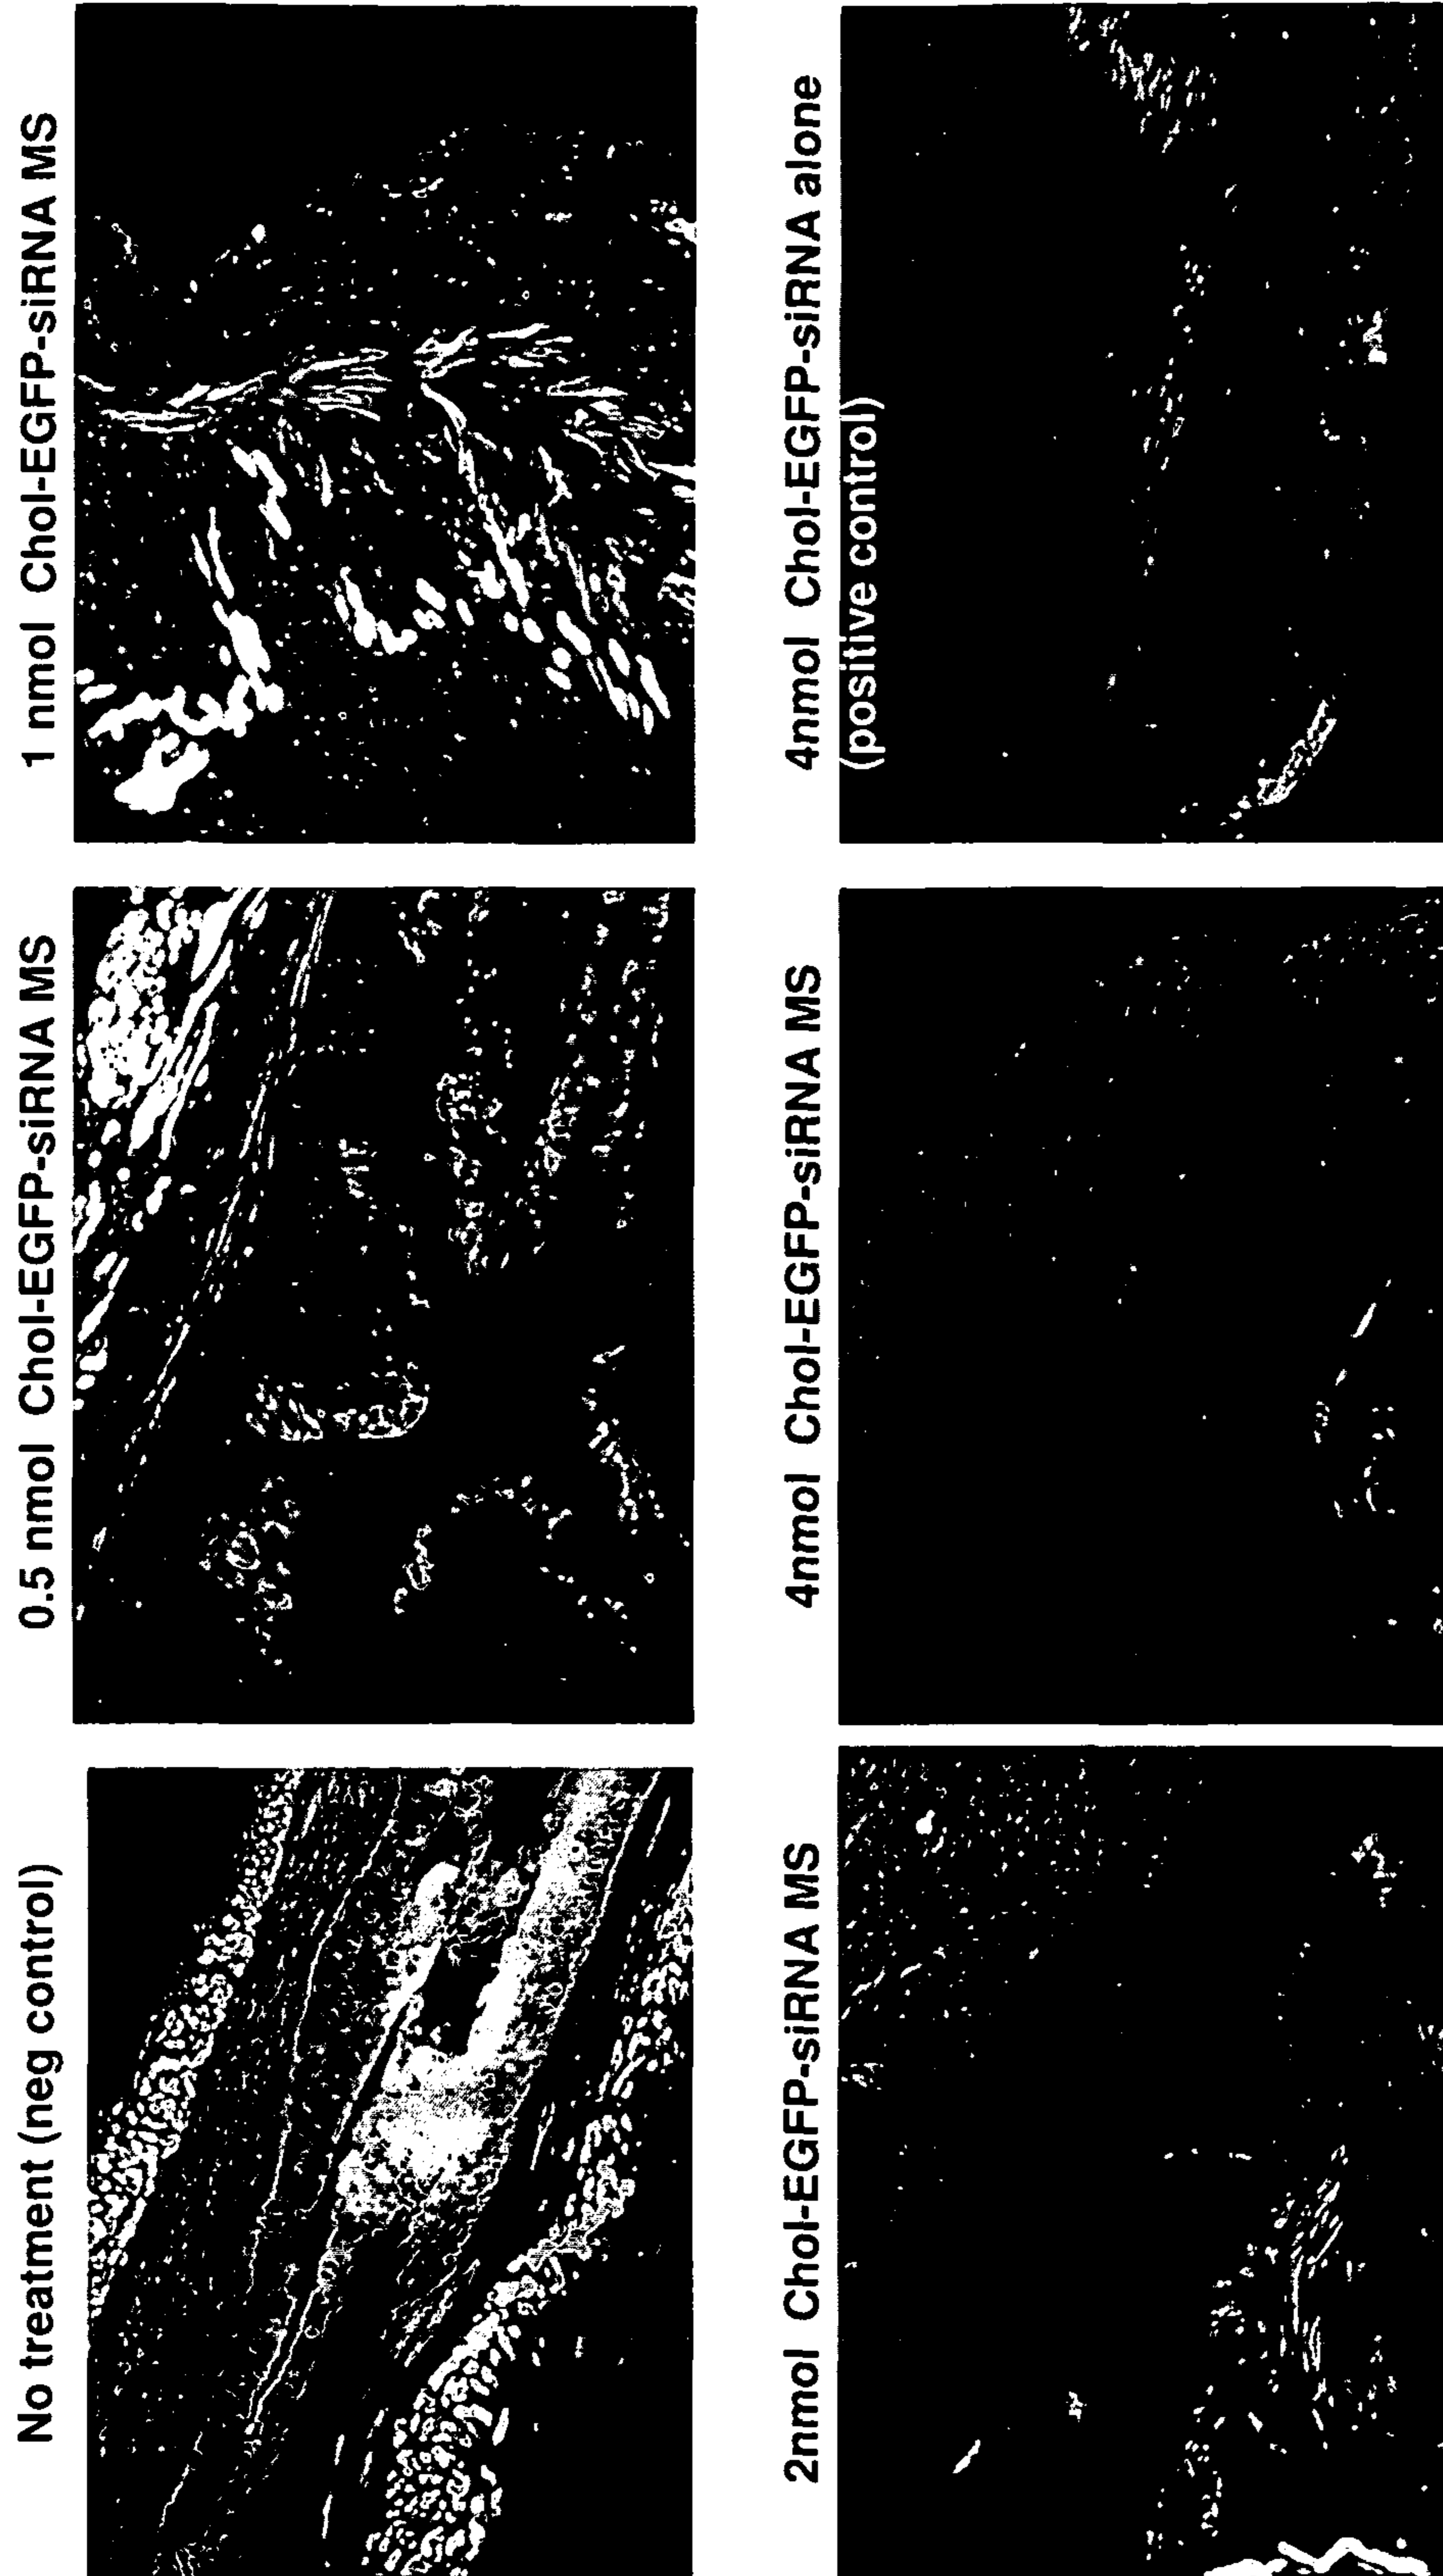 No treatment (neg control)
0.5 nmol Chol-EGFP-siRNA MS
1 nmol Chol-EGFP-siRNA MS
2nmol Chol-EGFP-siRNA MS
4nmol Chol-EGFP-siRNA MS
4nmol Chol-EGFP-siRNA alone
(positive control)